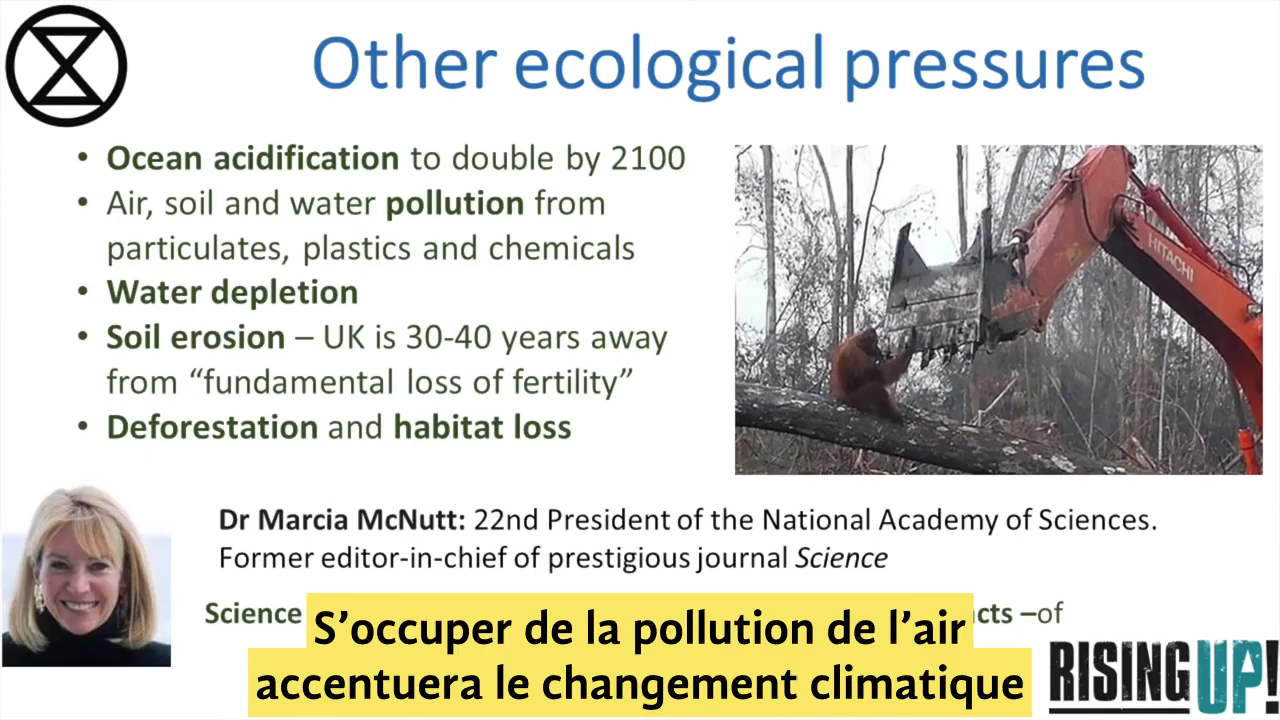 Other ecological pressures
• Ocean acidification to double by 2100
• Air, soil and water pollution from
particulates, plastics and chemicals
• Water depletion
• Soil erosion – UK is 30-40 years away
from “fundamental loss of fertility”
• Deforestation and habitat loss
HITACHI
Dr Marcia McNutt: 22nd President of the National Academy of Sciences.
Former editor-in-chief of prestigious journal Science
Science –of
S’occuper de la pollution de l’air
accentuera le changement climatique
RISING UP!